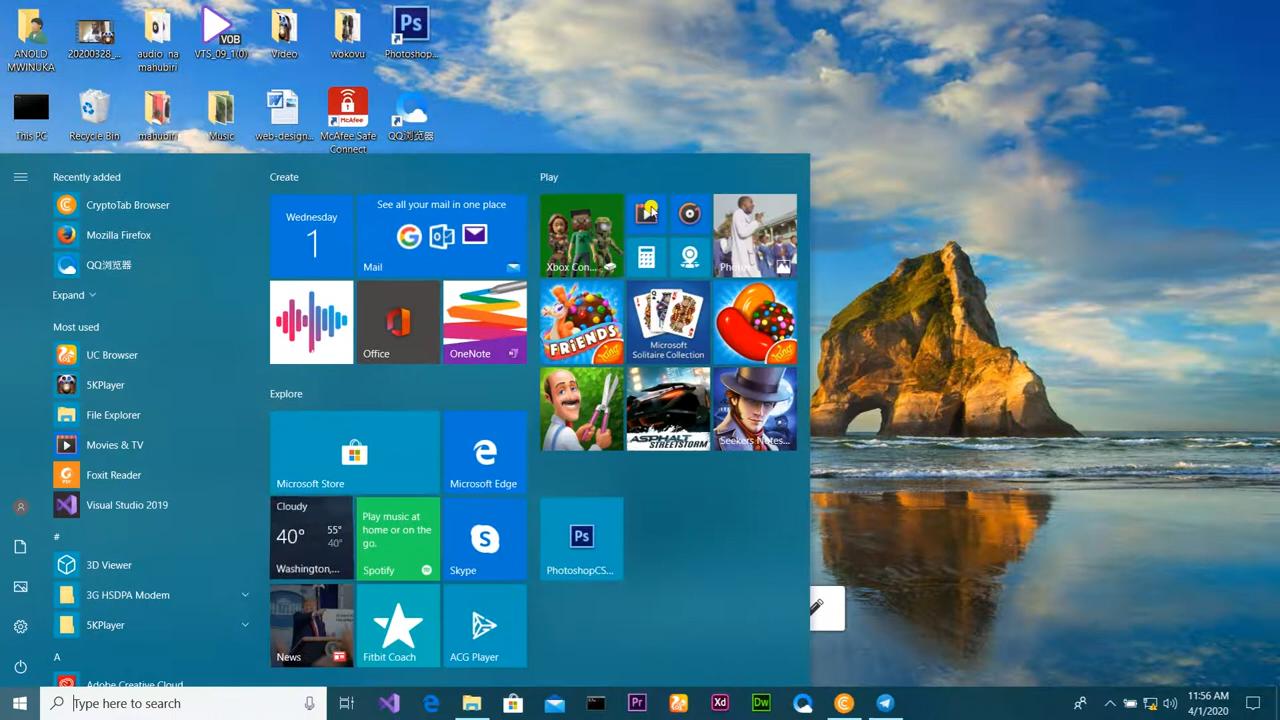 ANOLD
MWINUKA
20200328_...
audio_na
mahubiri
VOB
VTS_09_1(0)
Video
wokovu
Ps
Photoshop...
This PC
Recycle Bin
mahubiri
Music
web-design...
McAfee
McAfee Safe
Connect
QQ浏览器
Recently added
CryptoTab Browser
Mozilla Firefox
QQ浏览器
Expand
Most used
UC Browser
5KPlayer
File Explorer
Movies & TV
Foxit Reader
Visual Studio 2019
#
3D Viewer
3G HSDPA Modem
5KPlayer
A
Adobe Creative Cloud
Create
Wednesday
1
See all your mail in one place
Mail
Office
OneNote
Explore
Microsoft Store
Microsoft Edge
Cloudy
40°
55°
40°
Washington,...
Play music at
home or on the
go.
Spotify
Skype
News
Fitbit Coach
ACG Player
Play
Xbox Con...
FRIENDS
King
Microsoft
Solitaire Collection
King
ASPHALT
STREETSTORM
Seekers Notes...
Ps
PhotoshopCS...
Type here to search
Pr
Xd
Dw
11:56 AM
4/1/2020